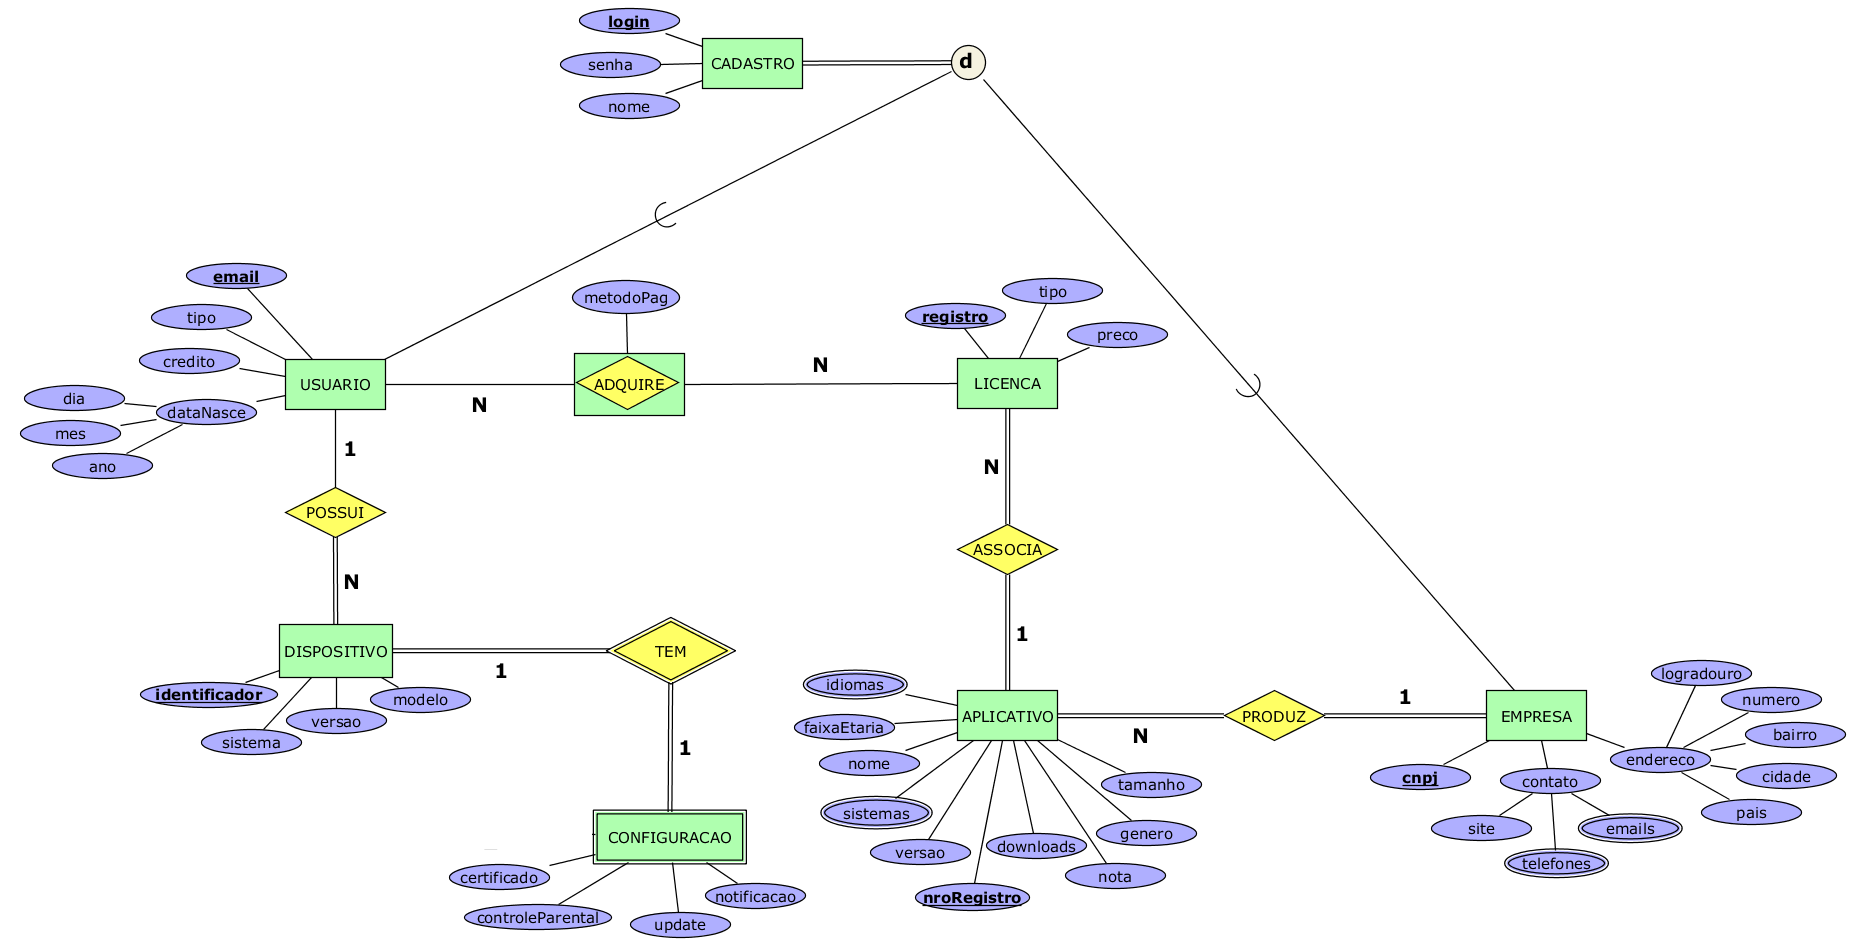 login
CADASTRO
d
senha
nome
email
metodoPag
tipo
registro
tipo
preco
credito
USUARIO
ADQUIRE
N
N
LICENCA
dia
dataNasce
mes
ano
1
N
POSSUI
ASSOCIA
N
1
DISPOSITIVO
TEM
1
identificador
modelo
versao
sistema
1
idiomas
faixaEtaria
APLICATIVO
PRODUZ
N
1
EMPRESA
logradouro
numero
bairro
endereco
cidade
pais
nome
tamanho
cnpj
contato
sistemas
site
emails
genero
versao
downloads
telefones
nota
nroRegistro
CONFIGURACAO
certificado
notificacao
controleParental
update